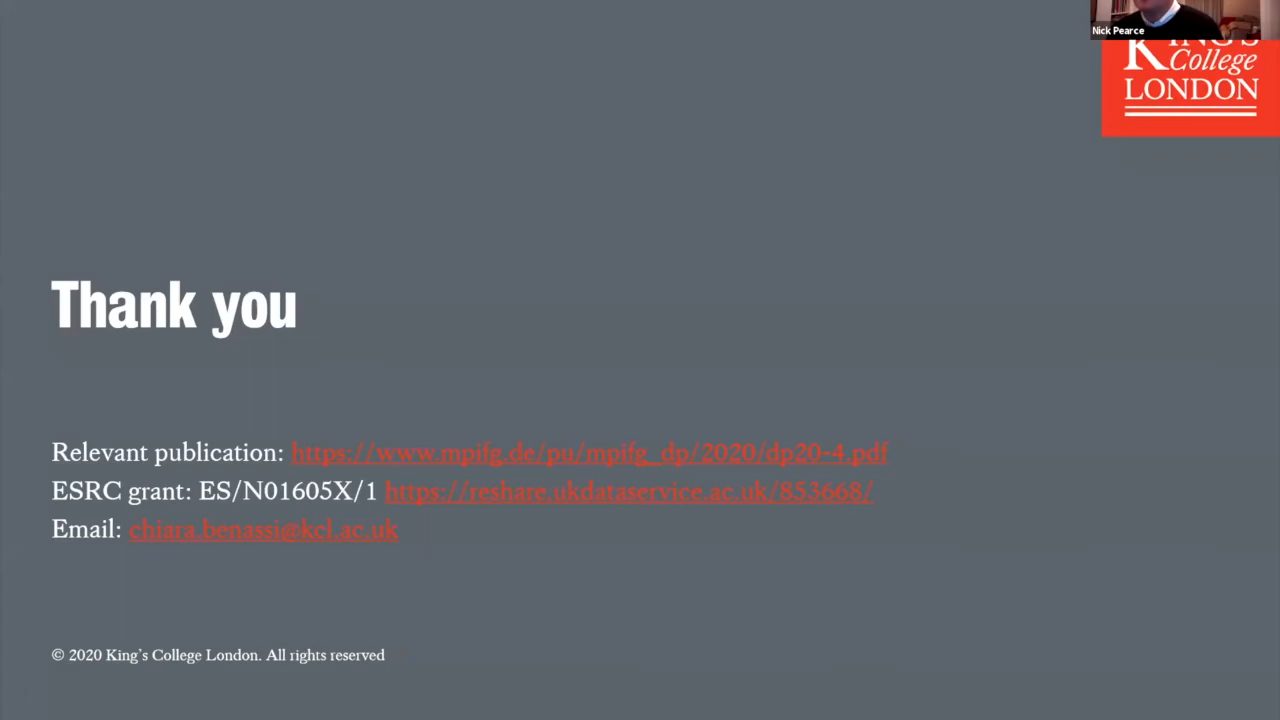 Nick Pearce
College
LONDON
Thank you
Relevant publication: https://www.mpifg.de/pu/mpifg_dp/2020/dp20-4.pdf
ESRC grant: ES/N01605X/1 https://reshare.ukdataservice.ac.uk/853668/
Email: chiara.benassi@kcl.ac.uk
© 2020 King's College London. All rights reserved